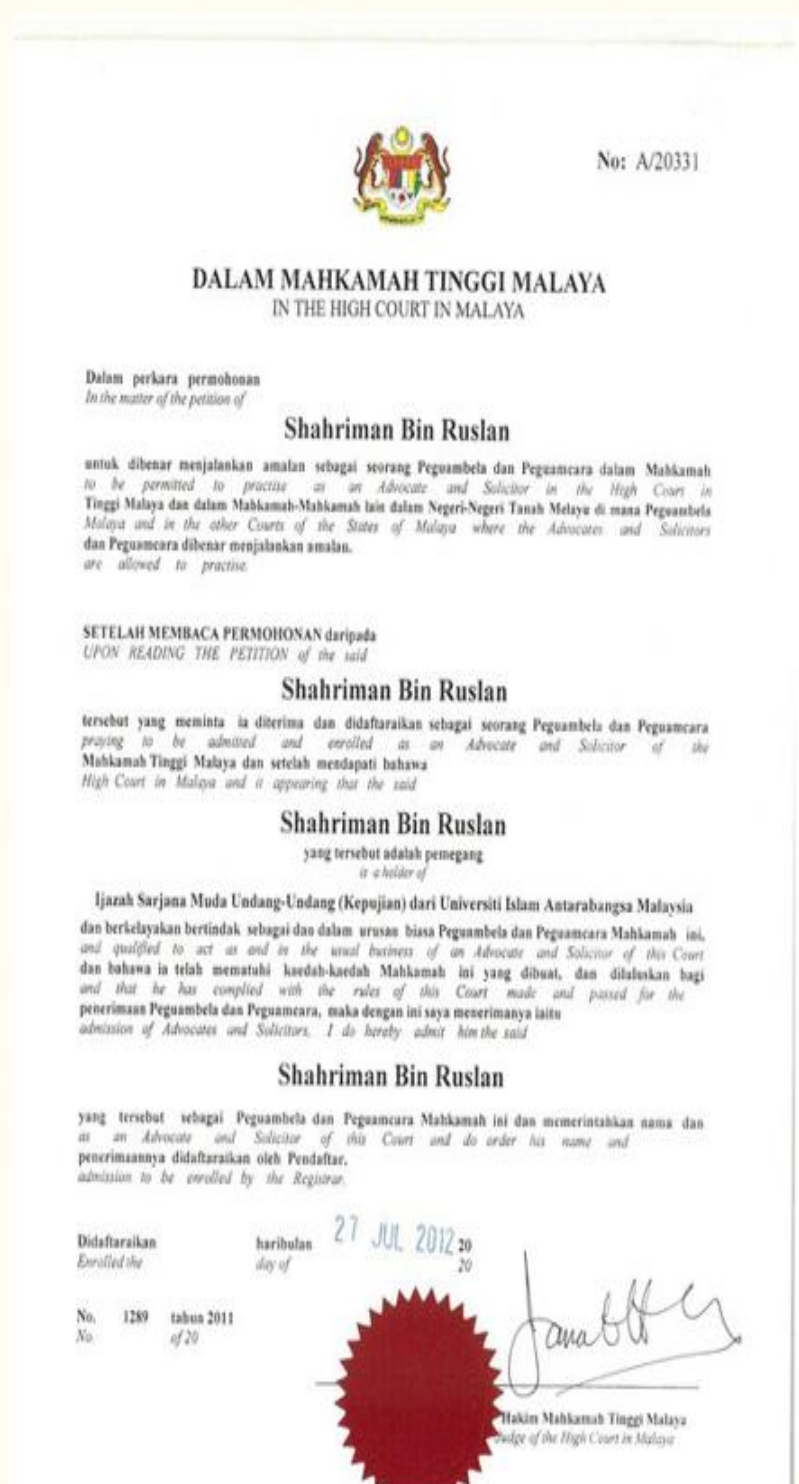 No: A/20331
DALAM MAHKAMAH TINGGI MALAYA
IN THE HIGH COURT IN MALAYA
Dalam perkara permohonan
In the matter of the petition of
Shahriman Bin Ruslan
untuk dibenar menjalankan amalan sebagai seorang Peguambela dan Peguamcara dalam Mahkamah
to be permitted to practise as an Advocate and Solicitor in the High Court in
Tinggi Malaya dan dalam Mahkamah-Mahkamah lain dalam Negeri-Negeri Tanah Melayu di mana Peguambela
Malaya and in the other Courts of the States of Malaya where the Advocates and Solicitors
dan Peguamcara dibenar menjalankan amalan.
are allowed to practise.
SETELAH MEMBACA PERMOHONAN daripada
UPON READING THE PETITION of the said
Shahriman Bin Ruslan
tersebut yang meminta ia diterima dan didaftaraikan sebagai seorang Peguambela dan Peguamcara
praying to be admitted and enrolled as an Advocate and Solicitor of the
Mahkamah Tinggi Malaya dan setelah mendapati bahawa
High Court in Malaya and it appearing that the said
Shahriman Bin Ruslan
yang tersebut adalah pemegang
is a holder of
Ijazah Sarjana Muda Undang-Undang (Kepujian) dari Universiti Islam Antarabangsa Malaysia
dan berkelayakan bertindak sebagai dan dalam urusan biasa Peguambela dan Peguamcara Mahkamah ini,
and qualified to act as and in the usual business of an Advocate and Solicitor of this Court
dan bahawa ia telah mematuhi kaedah-kaedah Mahkamah ini yang dibuat, dan diluluskan bagi
and that he has complied with the rules of this Court made and passed for the
penerimaan Peguambela dan Peguamcara, maka dengan ini saya menerimanya iaitu
admission of Advocates and Solicitors. I do hereby admit him the said
Shahriman Bin Ruslan
yang tersebut sebagai Peguambela dan Peguamcara Mahkamah ini dan memerintahkan nama dan
as an Advocate and Solicitor of this Court and do order his name and
penerimaannya didaftaraikan oleh Pendaftar.
admission to be enrolled by the Registrar.
Didaftaraikan haribulan 27 JUL 2012 20
Enrolled the day of 20
No. 1289 tahun 2011
No. of 20
Hakim Mahkamah Tinggi Malaya
Judge of the High Court in Malaya